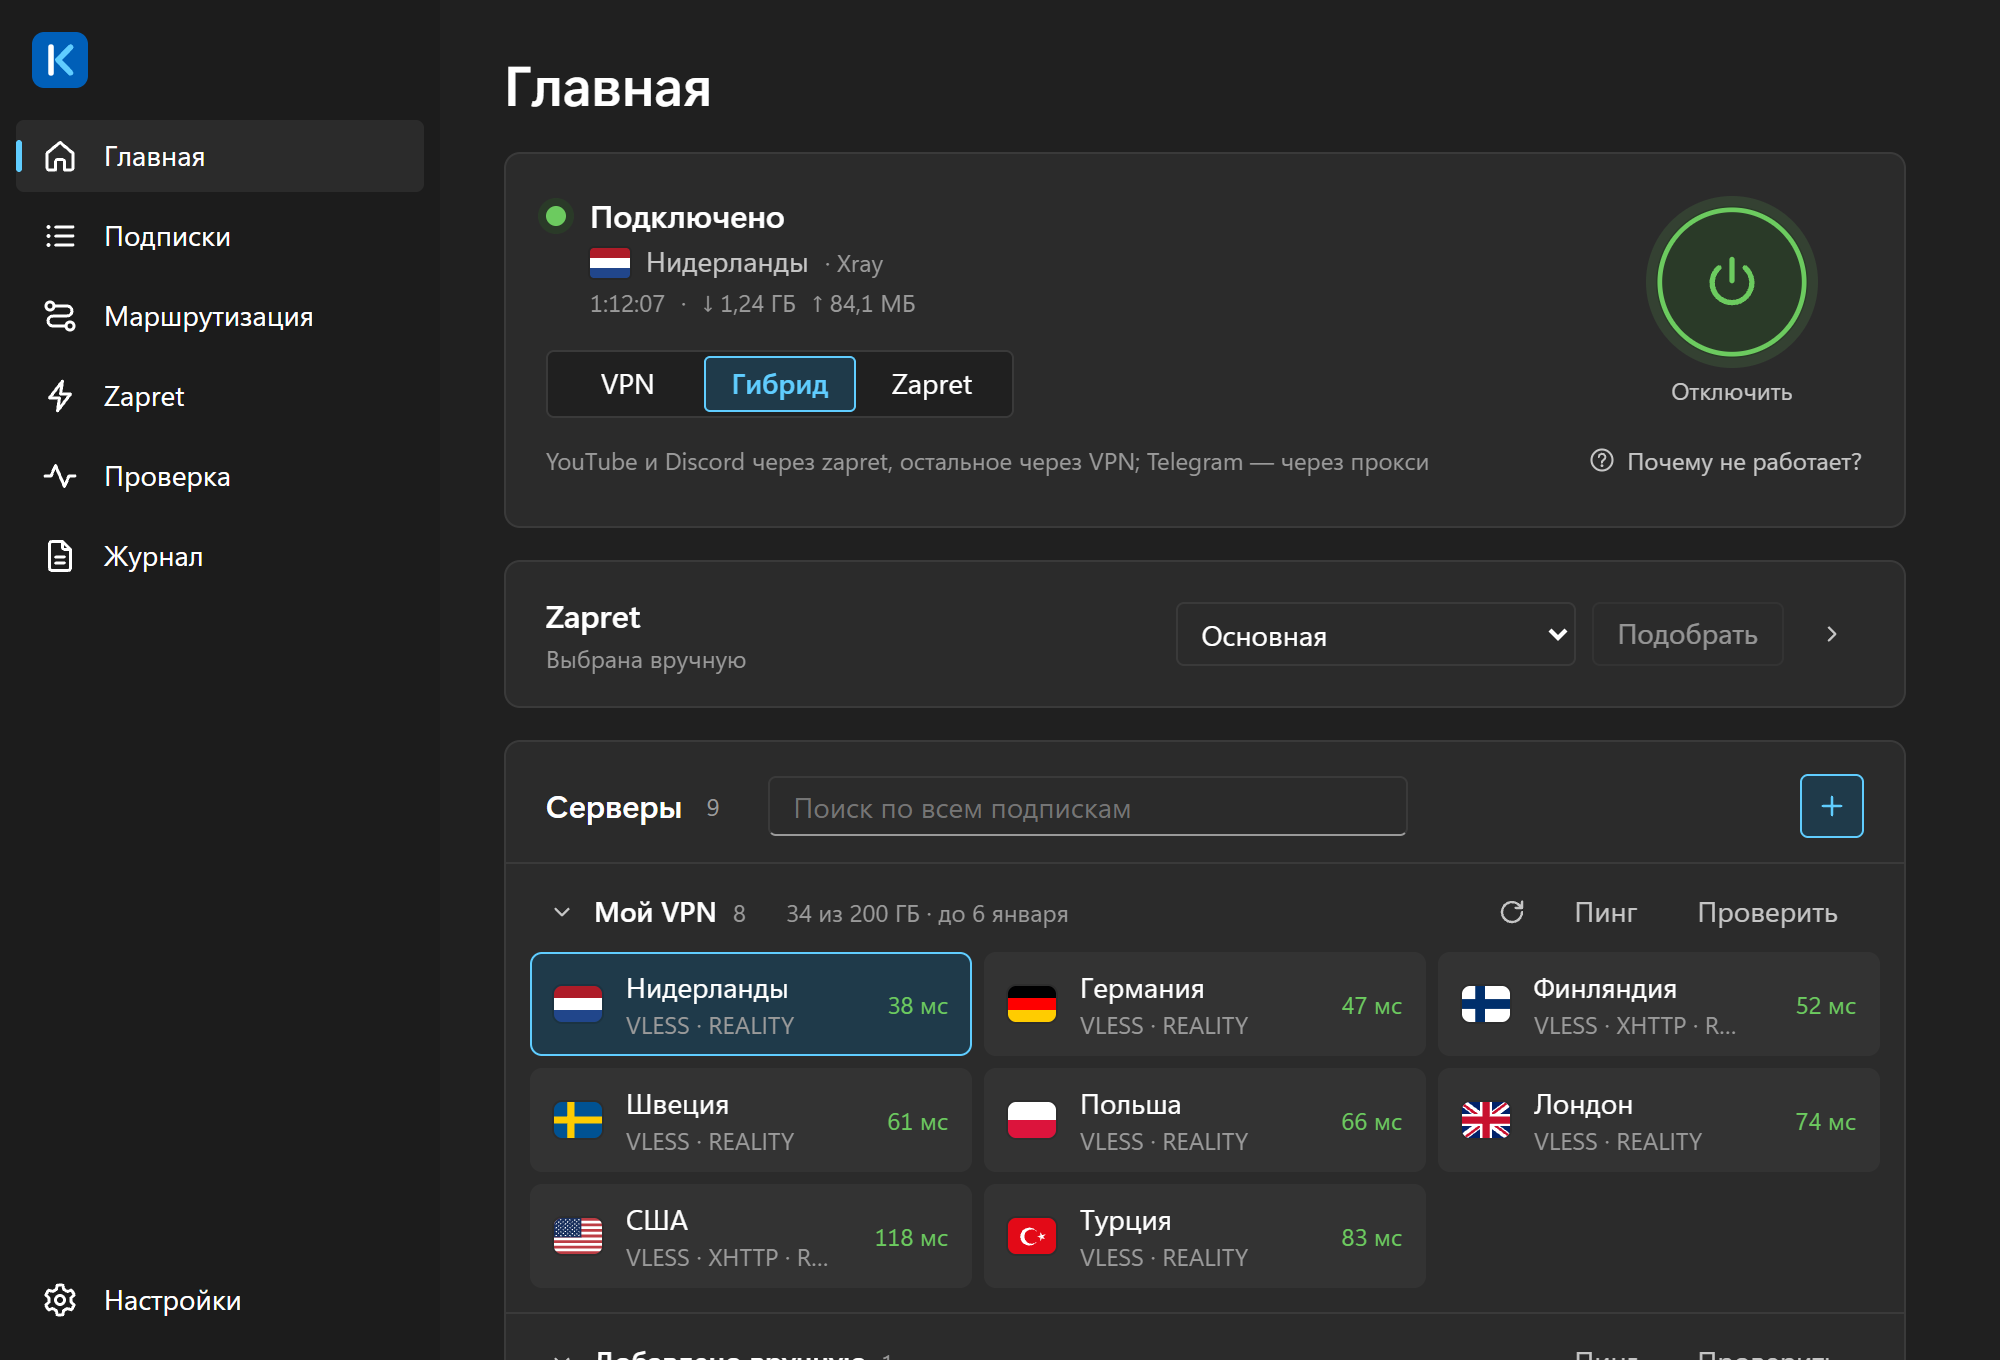 Главная
Подписки
Маршрутизация
Zapret
Проверка
Журнал
Настройки
Главная
Подключено
Нидерланды · Xray
1:12:07 · ↓ 1,24 ГБ ↑ 84,1 МБ
Отключить
VPN Гибрид Zapret
YouTube и Discord через zapret, остальное через VPN; Telegram — через прокси
Почему не работает?
Zapret
Выбрана вручную
Основная
Подобрать
Серверы 9
Поиск по всем подпискам
Мой VPN 8 34 из 200 ГБ · до 6 января
Пинг
Проверить
Нидерланды
VLESS · REALITY
38 мс
Германия
VLESS · REALITY
47 мс
Финляндия
VLESS · XHTTP · R...
52 мс
Швеция
VLESS · REALITY
61 мс
Польша
VLESS · REALITY
66 мс
Лондон
VLESS · REALITY
74 мс
США
VLESS · XHTTP · R...
118 мс
Турция
VLESS · REALITY
83 мс
Добавлено вручную 1
Пинг
Проверить